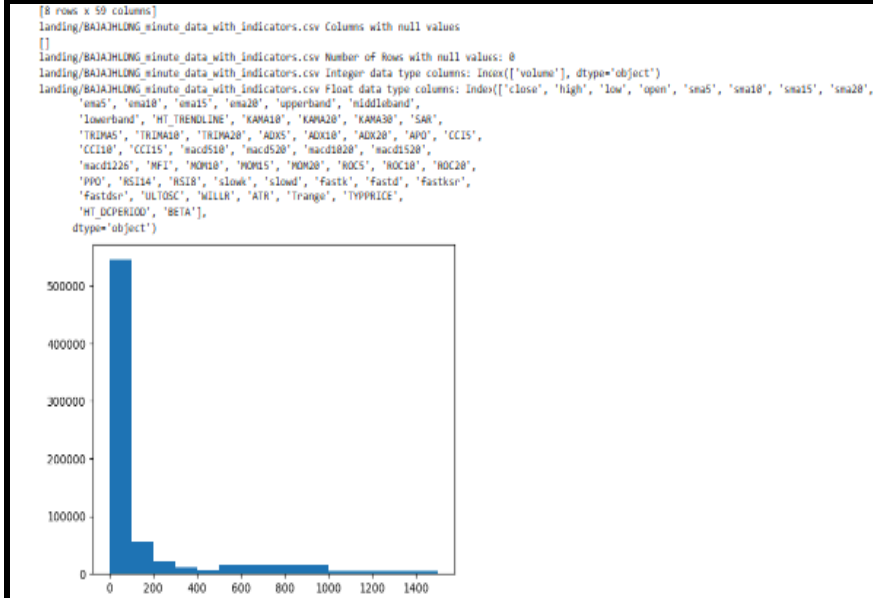 [8 rows x 59 columns]
landing/BAJAJHLDNG_minute_data_with_indicators.csv Columns with null values
[]
landing/BAJAJHLDNG_minute_data_with_indicators.csv Number of Rows with null values: 0
landing/BAJAJHLDNG_minute_data_with_indicators.csv Integer data type columns: Index(['volume'], dtype='object')
landing/BAJAJHLDNG_minute_data_with_indicators.csv Float data type columns: Index(['close', 'high', 'low', 'open', 'sma5', 'sma10', 'sma15', 'sma20',
'ema5', 'ema10', 'ema15', 'ema20', 'upperband', 'middleband',
'lowerband', 'HT_TRENDLINE', 'KAMA10', 'KAMA20', 'KAMA30', 'SAR',
'TRIMA5', 'TRIMA10', 'TRIMA20', 'ADX5', 'ADX10', 'ADX20', 'APO', 'CCI5',
'CCI10', 'CCI15', 'macd510', 'macd520', 'macd1020', 'macd1520',
'macd1226', 'MFI', 'MOM10', 'MOM15', 'MOM20', 'ROC5', 'ROC10', 'ROC20',
'PPO', 'RSI14', 'RSI8', 'slowk', 'slowd', 'fastk', 'fastd', 'fastksr',
'fastdsr', 'ULTOSC', 'WILLR', 'ATR', 'Trange', 'TYPPRICE',
'HT_DCPERIOD', 'BETA'],
dtype='object')
500000
400000
300000
200000
100000
0
0 200 400 600 800 1000 1200 1400